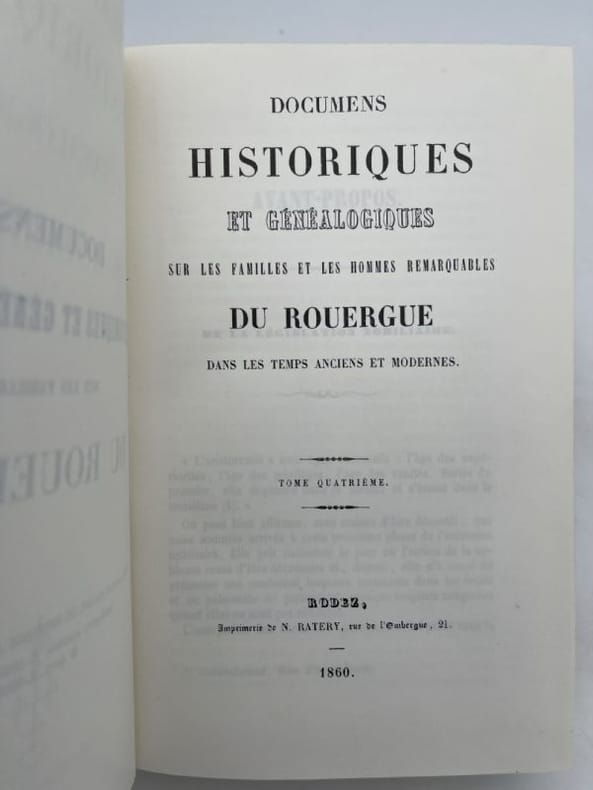 DOCUMENS
HISTORIQUES
ET GÉNÉALOGIQUES
SUR LES FAMILLES ET LES HOMMES REMARQUABLES
DU ROUERGUE
DANS LES TEMPS ANCIENS ET MODERNES.
TOME QUATRIÈME.
RODEZ,
Imprimerie de N. RATERY, rue de l'Embergue, 21.
1860.